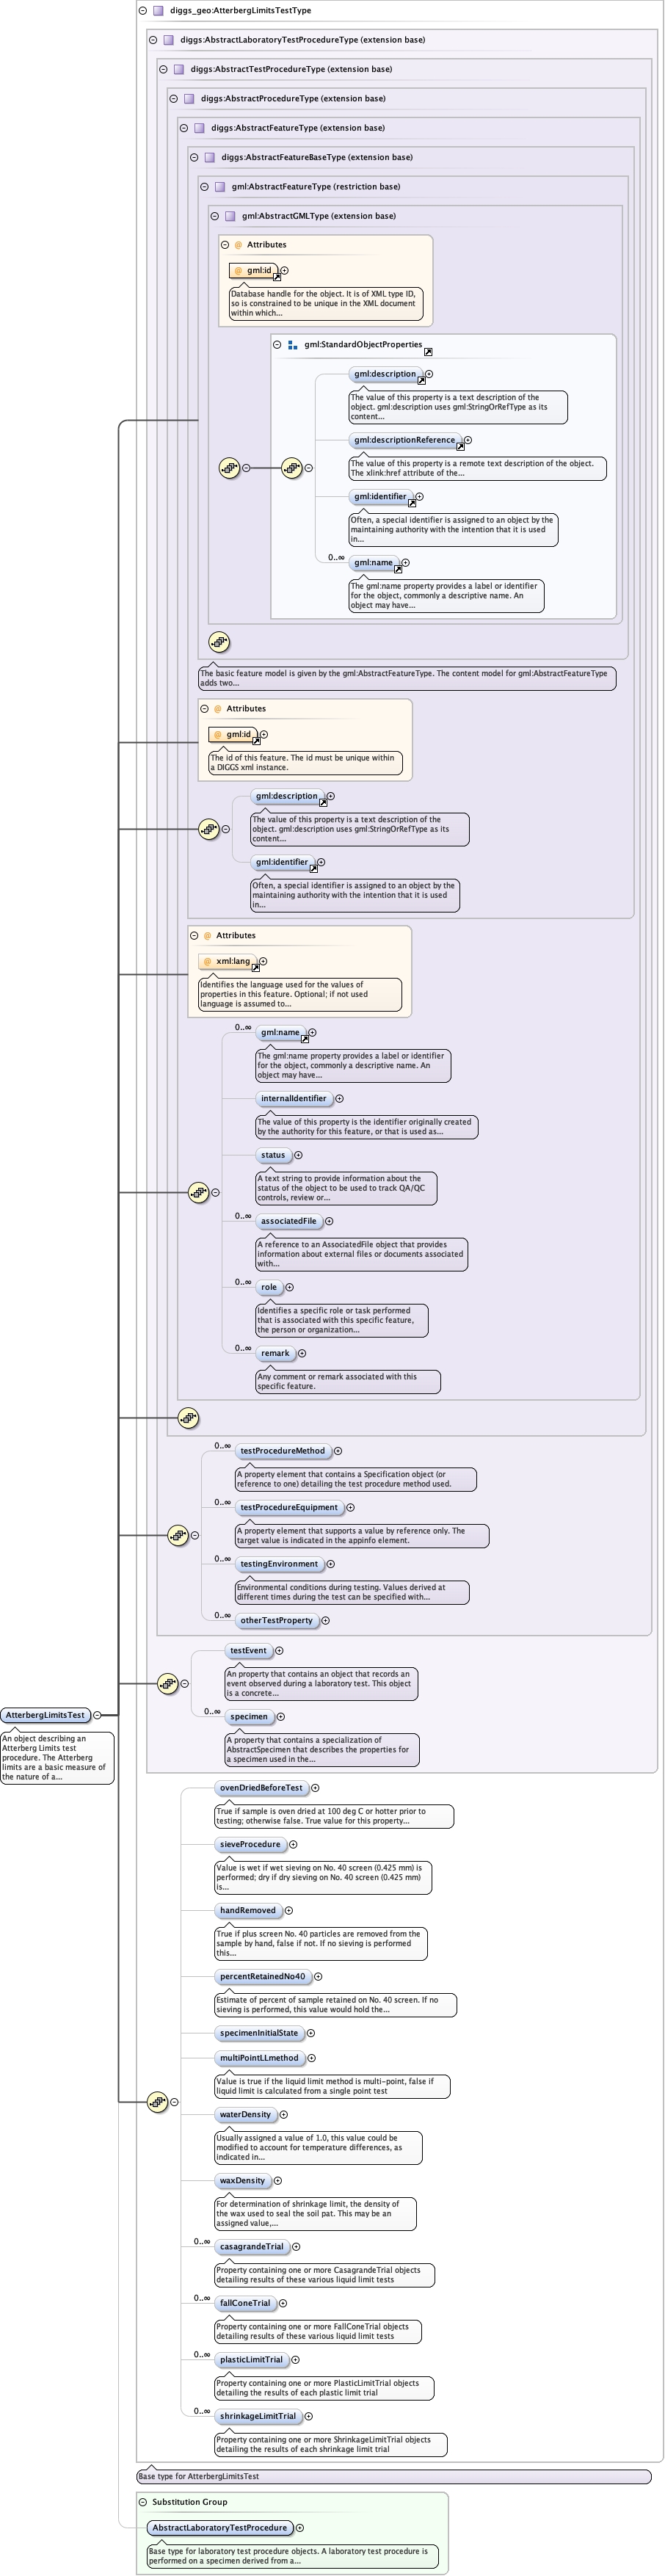 diggs_geo:AtterbergLimitsTestType
diggs:AbstractLaboratoryTestProcedureType (extension base)
diggs:AbstractTestProcedureType (extension base)
diggs:AbstractProcedureType (extension base)
diggs:AbstractFeatureType (extension base)
diggs:AbstractFeatureBaseType (extension base)
gml:AbstractFeatureType (restriction base)
gml:AbstractGMLType (extension base)
@ Attributes
@ gml:id
Database handle for the object. It is of XML type ID,
so is constrained to be unique in the XML document
within which...
gml:StandardObjectProperties
gml:description
The value of this property is a text description of the
object. gml:description uses gml:StringOrRefType as its
content...
gml:descriptionReference
The value of this property is a remote text description of the object.
The xlink:href attribute of the...
gml:identifier
Often, a special identifier is assigned to an object by the
maintaining authority with the intention that it is used
in...
0..∞
gml:name
The gml:name property provides a label or identifier
for the object, commonly a descriptive name. An
object may have...
The basic feature model is given by the gml:AbstractFeatureType. The content model for gml:AbstractFeatureType
adds two...
@ Attributes
@ gml:id
The id of this feature. The id must be unique within
a DIGGS xml instance.
gml:description
The value of this property is a text description of the
object. gml:description uses gml:StringOrRefType as its
content...
gml:identifier
Often, a special identifier is assigned to an object by the
maintaining authority with the intention that it is used
in...
@ Attributes
@ xml:lang
Identifies the language used for the values of
properties in this feature. Optional; if not used
language is assumed to...
0..∞
gml:name
The gml:name property provides a label or identifier
for the object, commonly a descriptive name. An
object may have...
internalIdentifier
The value of this property is the identifier originally created
by the authority for this feature, or that is used as...
status
A text string to provide information about the
status of the object to be used to track QA/QC
controls, review or...
0..∞
associatedFile
A reference to an AssociatedFile object that provides
information about external files or documents associated
with...
0..∞
role
Identifies a specific role or task performed
that is associated with this specific feature,
the person or organization...
0..∞
remark
Any comment or remark associated with this
specific feature.
0..∞
testProcedureMethod
A property element that contains a Specification object (or
reference to one) detailing the test procedure method used.
0..∞
testProcedureEquipment
A property element that supports a value by reference only. The
target value is indicated in the appinfo element.
0..∞
testingEnvironment
Environmental conditions during testing. Values derived at
different times during the test can be specified with...
0..∞
otherTestProperty
testEvent
An property that contains an object that records an
event observed during a laboratory test. This object
is a concrete...
0..∞
specimen
A property that contains a specialization of
AbstractSpecimen that describes the properties for
a specimen used in the...
AtterbergLimitsTest
An object describing an
Atterberg Limits test
procedure. The Atterberg
limits are a basic measure of
the nature of a...
ovenDriedBeforeTest
True if sample is oven dried at 100 deg C or hotter prior to
testing; otherwise false. True value for this property...
sieveProcedure
Value is wet if wet sieving on No. 40 screen (0.425 mm) is
performed; dry if dry sieving on No. 40 screen (0.425 mm)
is...
handRemoved
True if plus screen No. 40 particles are removed from the
sample by hand, false if not. If no sieving is performed
this...
percentRetainedNo40
Estimate of percent of sample retained on No. 40 screen. If no
sieving is performed, this value would hold the...
specimenInitialState
multiPointLLmethod
Value is true if the liquid limit method is multi-point, false if
liquid limit is calculated from a single point test
waterDensity
Usually assigned a value of 1.0, this value could be
modified to account for temperature differences, as
indicated in...
waxDensity
For determination of shrinkage limit, the density of
the wax used to seal the soil pat. This may be an
assigned value,...
0..∞
casagrandeTrial
Property containing one or more CasagrandeTrial objects
detailing results of these various liquid limit tests
0..∞
fallConeTrial
Property containing one or more FallConeTrial objects
detailing results of these various liquid limit tests
0..∞
plasticLimitTrial
Property containing one or more PlasticLimitTrial objects
detailing the results of each plastic limit trial
0..∞
shrinkageLimitTrial
Property containing one or more ShrinkageLimitTrial objects
detailing the results of each shrinkage limit trial
Base type for AtterbergLimitsTest
Substitution Group
AbstractLaboratoryTestProcedure
Base type for laboratory test procedure objects. A laboratory test procedure is
performed on a specimen derived from a...